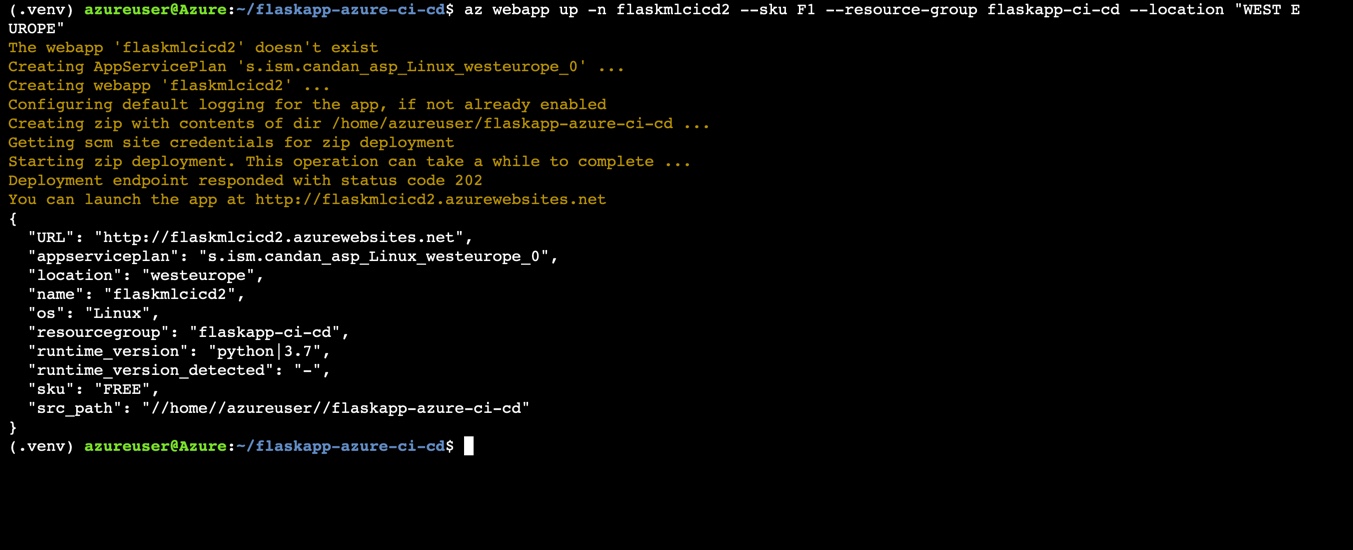 (.venv) azureuser@Azure:~/flaskapp-azure-ci-cd$ az webapp up -n flaskmlcicd2 --sku F1 --resource-group flaskapp-ci-cd --location "WEST E
UROPE"
The webapp 'flaskmlcicd2' doesn't exist
Creating AppServicePlan 's.ism.candan_asp_Linux_westeurope_0' ...
Creating webapp 'flaskmlcicd2' ...
Configuring default logging for the app, if not already enabled
Creating zip with contents of dir /home/azureuser/flaskapp-azure-ci-cd ...
Getting scm site credentials for zip deployment
Starting zip deployment. This operation can take a while to complete ...
Deployment endpoint responded with status code 202
You can launch the app at http://flaskmlcicd2.azurewebsites.net
{
  "URL": "http://flaskmlcicd2.azurewebsites.net",
  "appserviceplan": "s.ism.candan_asp_Linux_westeurope_0",
  "location": "westeurope",
  "name": "flaskmlcicd2",
  "os": "Linux",
  "resourcegroup": "flaskapp-ci-cd",
  "runtime_version": "python|3.7",
  "runtime_version_detected": "-",
  "sku": "FREE",
  "src_path": "//home//azureuser//flaskapp-azure-ci-cd"
}
(.venv) azureuser@Azure:~/flaskapp-azure-ci-cd$